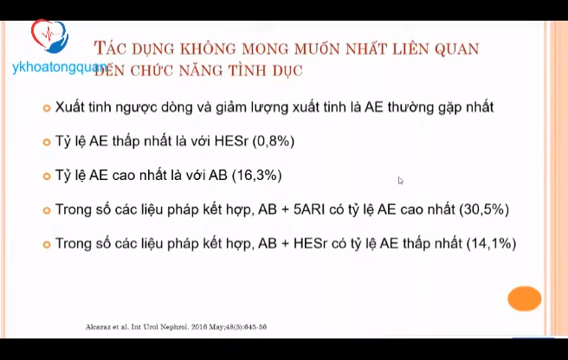 TÁC DỤNG KHÔNG MONG MUỐN NHẤT LIÊN QUAN
ykhoatongquan
ĐẾN CHỨC NĂNG TÌNH DỤC
Xuất tinh ngược dòng và giảm lượng xuất tinh là AE thường gặp nhất
Tỷ lệ AE thấp nhất là với HESr (0,8%)
Tỷ lệ AE cao nhất là với AB (16,3%)
Trong số các liệu pháp kết hợp, AB + 5ARI có tỷ lệ AE cao nhất (30,5%)
Trong số các liệu pháp kết hợp, AB + HESr có tỷ lệ AE thấp nhất (14,1%)
Alcaraz et al. Int Urol Nephrol. 2016 May;48(5):645-56